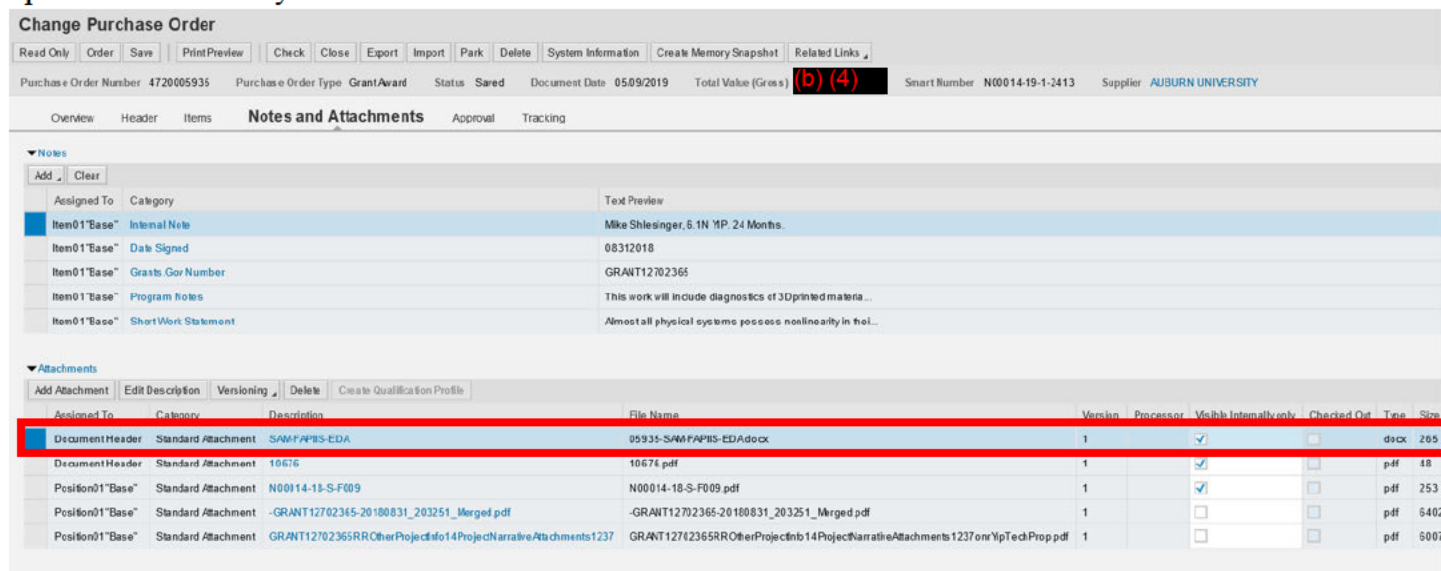 Change Purchase Order
Read Only Order Save Print Preview Check Close Export Import Park Delete System Information Create Memory Snapshot Related Links
Purchase Order Number 4720005935 Purchase Order Type Grant Award Status Saved Document Date 05/09/2019 Total Value (Gross) (b) (4) Smart Number N00014-19-1-2413 Supplier AUBURN UNIVERSITY
Overview Header Items Notes and Attachments Approval Tracking
Notes
Add Clear
Assigned To Category Text Preview
Item01"Base" Internal Note Mike Shlesinger, 6.1N YIP. 24 Months.
Item01"Base" Date Signed 08312018
Item01"Base" Grants.Gov Number GRANT12702365
Item01"Base" Program Notes This work will include diagnostics of 3Dprinted materia...
Item01"Base" Short Work Statement Almost all physical systems possess nonlinearity in thei...
Attachments
Add Attachment Edit Description Versioning Delete Create Qualification Profile
Assigned To Category Description File Name Version Processor Visible Internally only Checked Out Type Size
Document Header Standard Attachment SAM-FAPIIS-EDA 05935-SAM-FAPIIS-EDA.docx 1 docx 265
Document Header Standard Attachment 10676 10676.pdf 1 pdf 48
Position01"Base" Standard Attachment N00014-18-S-F009 N00014-18-S-F009.pdf 1 pdf 253
Position01"Base" Standard Attachment -GRANT12702365-20180831_203251_Merged.pdf -GRANT12702365-20180831_203251_Merged.pdf 1 pdf 6402
Position01"Base" Standard Attachment GRANT12702365RROtherProjectInfo14ProjectNarrativeAttachments1237 GRANT12702365RROtherProjectInfo14ProjectNarrativeAttachments1237onrYipTechProp.pdf 1 pdf 6007